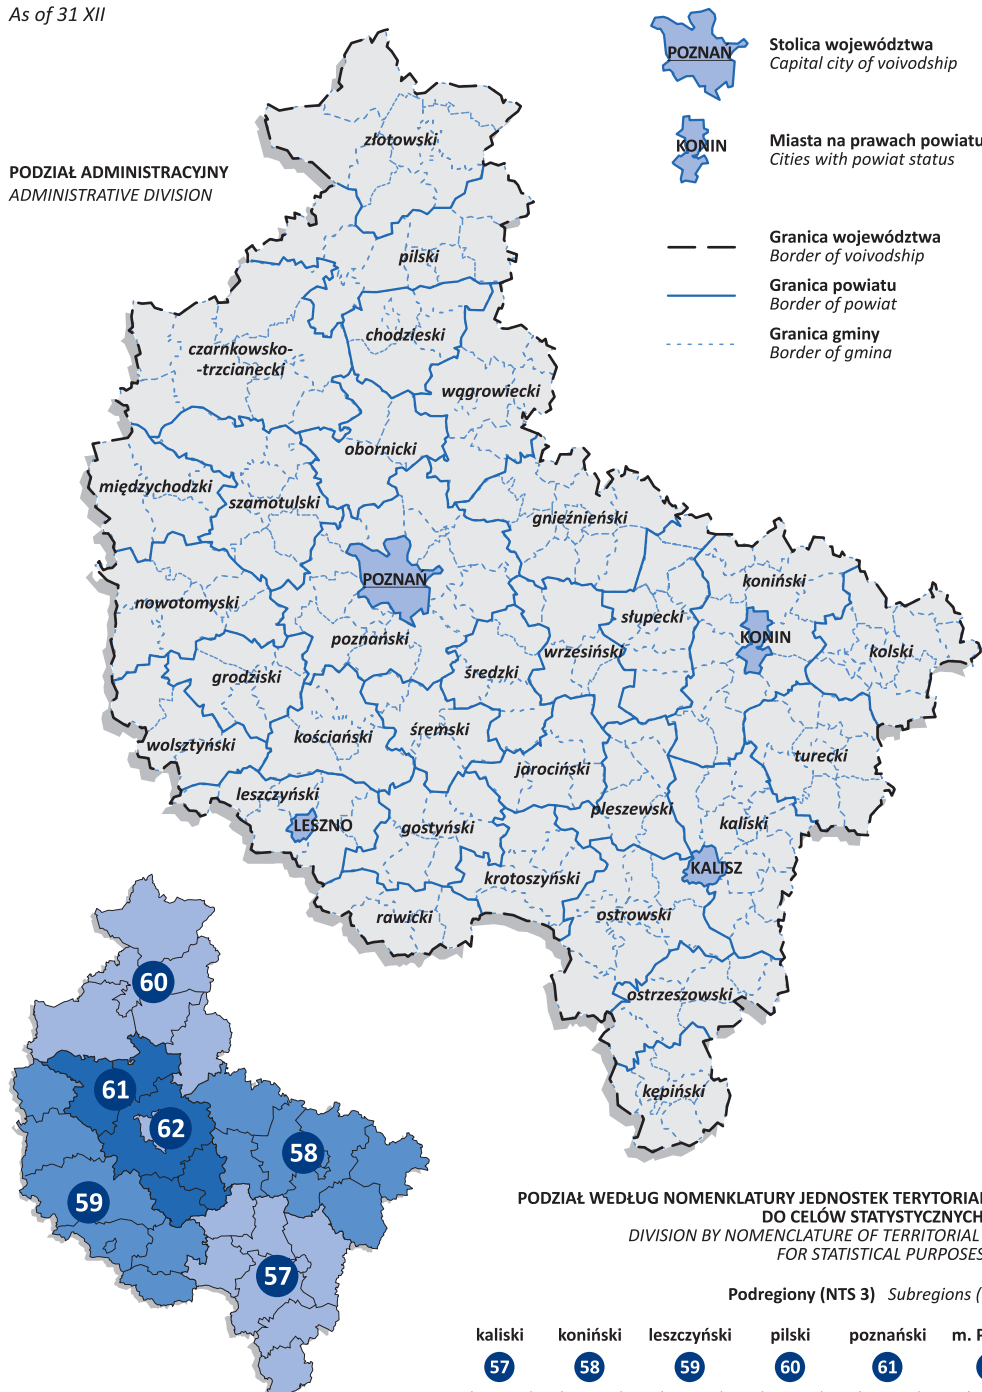 As of 31 XII
POZNAŃ
Stolica województwa
Capital city of voivodship
KONIN
Miasta na prawach powiatu
Cities with powiat status
PODZIAŁ ADMINISTRACYJNY
ADMINISTRATIVE DIVISION
Granica województwa
Border of voivodship
Granica powiatu
Border of powiat
Granica gminy
Border of gmina
złotowski
pilski
chodzieski
czarnkowsko-
-trzcianecki
wągrowiecki
obornicki
międzychodzki
szamotulski
gnieźnieński
POZNAŃ
koniński
nowotomyski
słupecki
poznański
KONIN
wrzesiński
kolski
średzki
grodziski
śremski
kościański
wolsztyński
turecki
jarociński
leszczyński
pleszewski
LESZNO
gostyński
kaliski
KALISZ
krotoszyński
rawicki
ostrowski
ostrzeszowski
kępiński
60
61
62
58
59
57
PODZIAŁ WEDŁUG NOMENKLATURY JEDNOSTEK
DO CELÓW STATYSTYCZNYCH
DIVISION BY NOMENCLATURE OF TERRITORIAL
FOR STATISTICAL PURPOSES
Podregiony (NTS 3) Subregions (
kaliski koniński leszczyński pilski poznański m. P
57 58 59 60 61